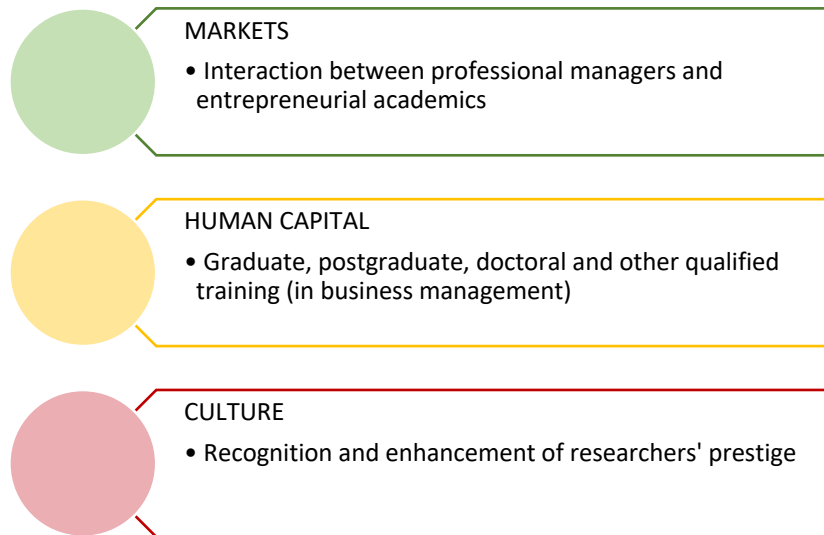 MARKETS
• Interaction between professional managers and
entrepreneurial academics
HUMAN CAPITAL
• Graduate, postgraduate, doctoral and other qualified
training (in business management)
CULTURE
• Recognition and enhancement of researchers' prestige